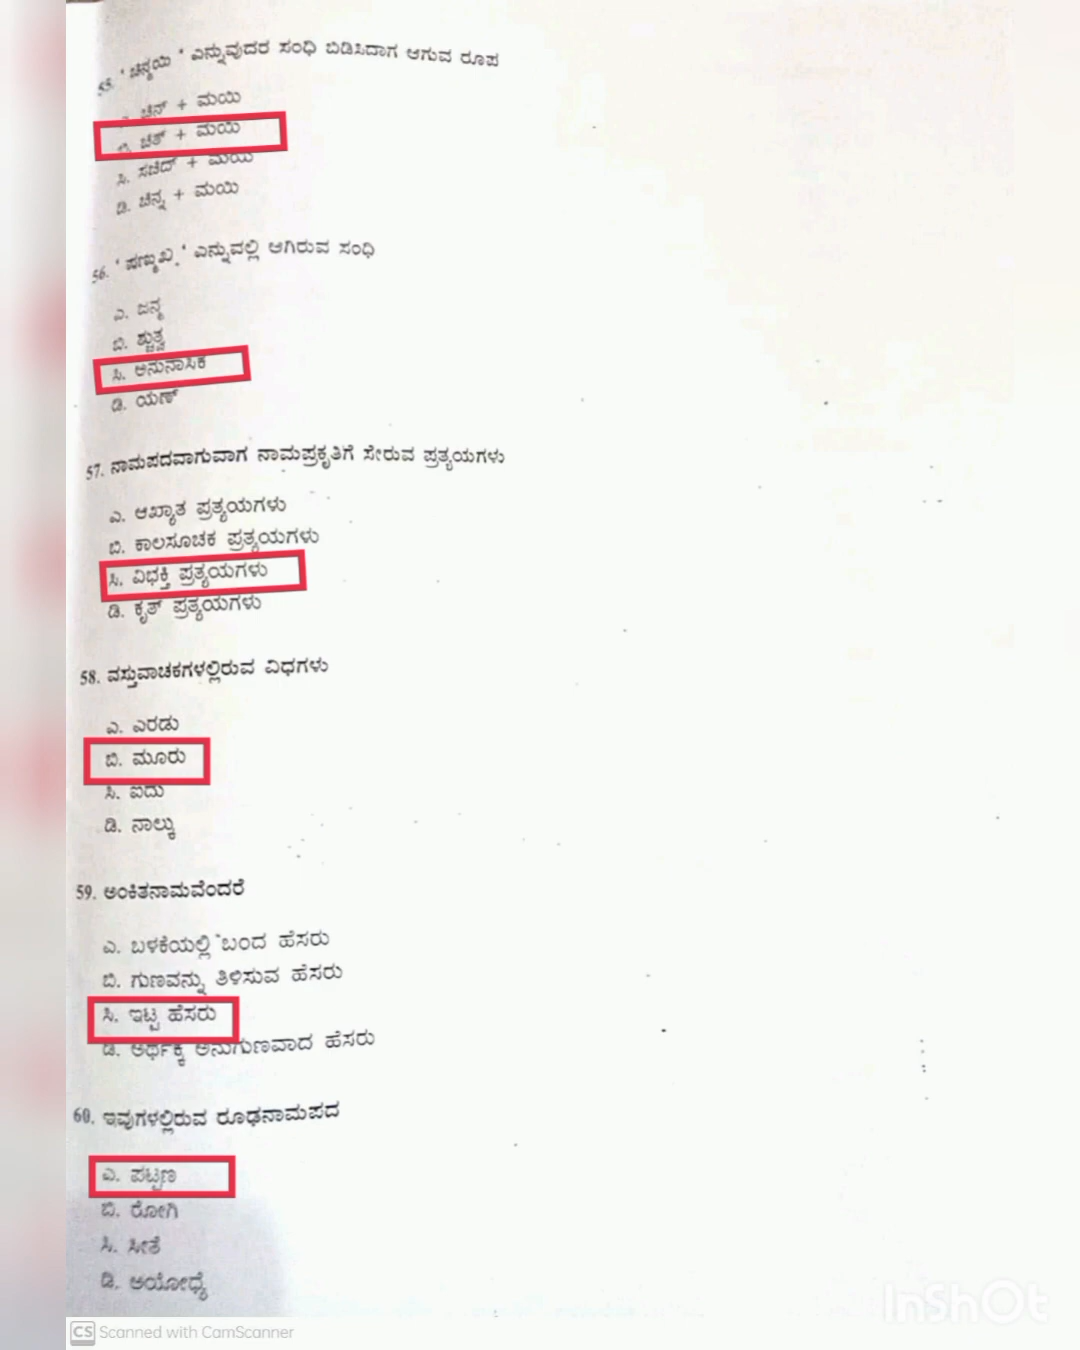 55. ' ಚಿನ್ಮಯಿ ' ಎನ್ನುವುದರ ಸಂಧಿ ಬಿಡಿಸಿದಾಗ ಆಗುವ ರೂಪ
ಎ. ಚಿನ್ + ಮಯಿ
ಬಿ. ಚಿತ್ + ಮಯಿ
ಸಿ. ಸಚಿದ್ + ಮಯಿ
ಡಿ. ಚಿನ್ನ + ಮಯಿ
56. ' ಷಣ್ಮುಖ ' ಎನ್ನುವಲ್ಲಿ ಆಗಿರುವ ಸಂಧಿ
ಎ. ಜಸ್ತ್ವ
ಬಿ. ಶ್ಚುತ್ವ
ಸಿ. ಅನುನಾಸಿಕ
ಡಿ. ಯಣ್
57. ನಾಮಪದವಾಗುವಾಗ ನಾಮಪ್ರಕೃತಿಗೆ ಸೇರುವ ಪ್ರತ್ಯಯಗಳು
ಎ. ಆಖ್ಯಾತ ಪ್ರತ್ಯಯಗಳು
ಬಿ. ಕಾಲಸೂಚಕ ಪ್ರತ್ಯಯಗಳು
ಸಿ. ವಿಭಕ್ತಿ ಪ್ರತ್ಯಯಗಳು
ಡಿ. ಕೃತ್ ಪ್ರತ್ಯಯಗಳು
58. ವಸ್ತುವಾಚಕಗಳಲ್ಲಿರುವ ವಿಧಗಳು
ಎ. ಎರಡು
ಬಿ. ಮೂರು
ಸಿ. ಐದು
ಡಿ. ನಾಲ್ಕು
59. ಅಂಕಿತನಾಮವೆಂದರೆ
ಎ. ಬಳಕೆಯಲ್ಲಿ ಬಂದ ಹೆಸರು
ಬಿ. ಗುಣವನ್ನು ತಿಳಿಸುವ ಹೆಸರು
ಸಿ. ಇಟ್ಟ ಹೆಸರು
ಡಿ. ಅರ್ಥಕ್ಕೆ ಅನುಗುಣವಾದ ಹೆಸರು
60. ಇವುಗಳಲ್ಲಿರುವ ರೂಢನಾಮಪದ
ಎ. ಪಟ್ಟಣ
ಬಿ. ರೋಗಿ
ಸಿ. ಸೀತೆ
ಡಿ. ಅಯೋಧ್ಯೆ
InShOt
CS Scanned with CamScanner